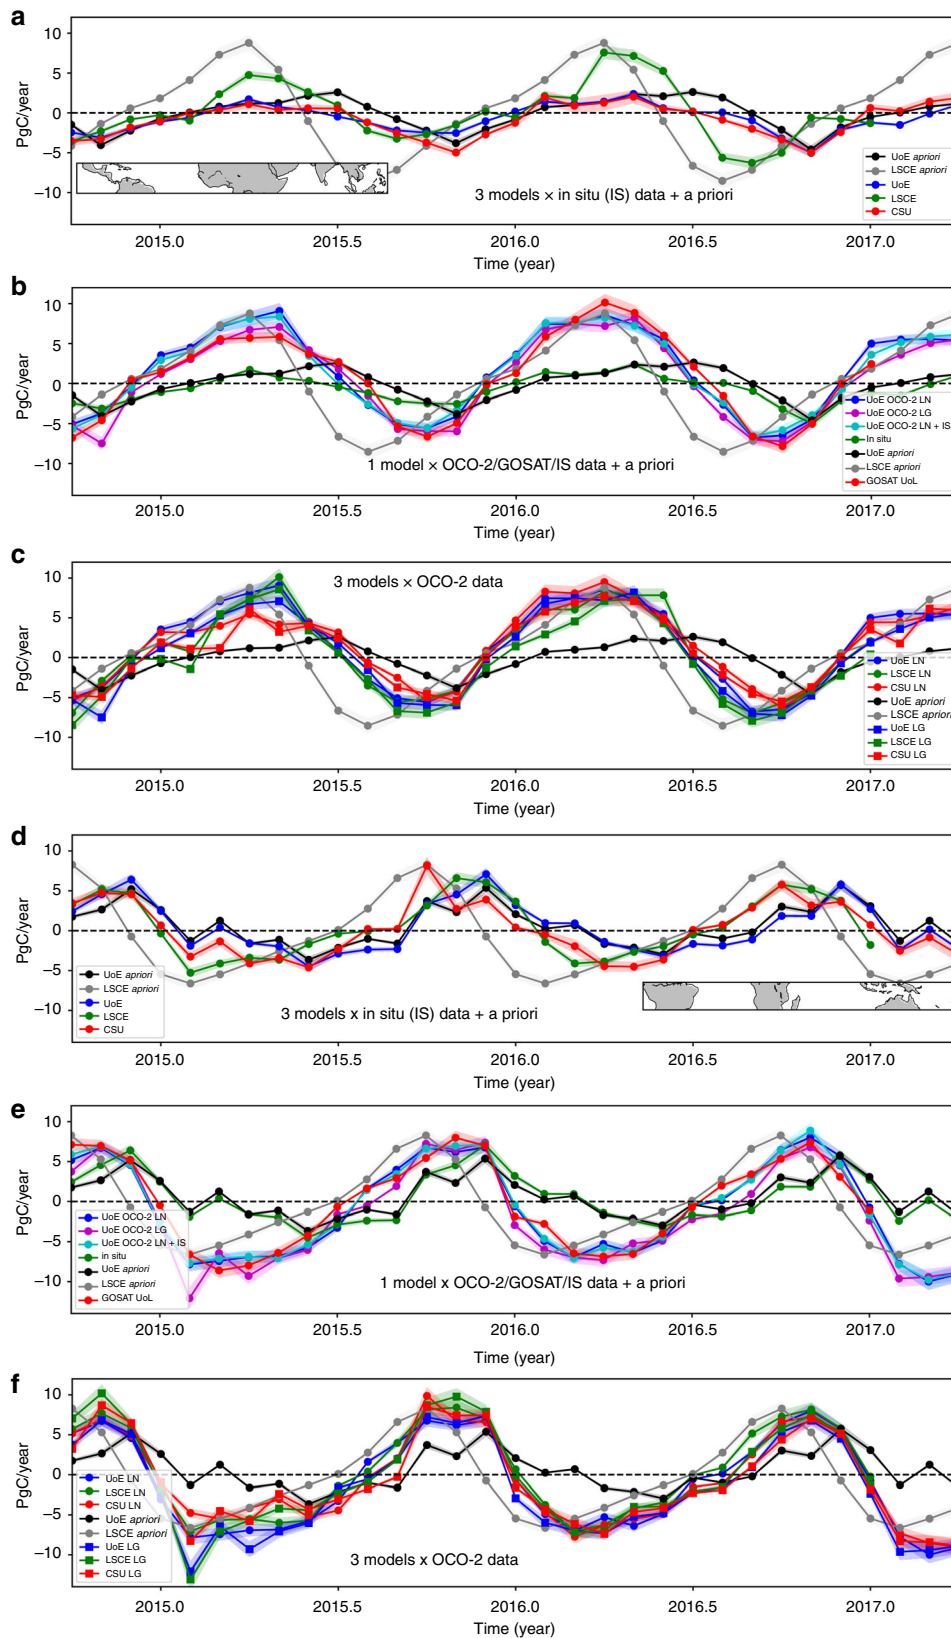 a
PgC/year
10
5
0
−5
−10
3 models × in situ (IS) data + a priori
UoE apriori
LSCE apriori
UoE
LSCE
CSU
2015.0
2015.5
2016.0
2016.5
2017.0
Time (year)
b
PgC/year
10
5
0
−5
−10
1 model × OCO-2/GOSAT/IS data + a priori
UoE OCO-2 LN
UoE OCO-2 LG
UoE OCO-2 LN + IS
In situ
UoE apriori
LSCE apriori
GOSAT UoL
2015.0
2015.5
2016.0
2016.5
2017.0
Time (year)
c
PgC/year
10
5
0
−5
−10
3 models × OCO-2 data
UoE LN
LSCE LN
CSU LN
UoE apriori
LSCE apriori
UoE LG
LSCE LG
CSU LG
2015.0
2015.5
2016.0
2016.5
2017.0
Time (year)
d
PgC/year
10
5
0
−5
−10
UoE apriori
LSCE apriori
UoE
LSCE
CSU
3 models x in situ (IS) data + a priori
2015.0
2015.5
2016.0
2016.5
2017.0
Time (year)
e
PgC/year
10
5
0
−5
−10
UoE OCO-2 LN
UoE OCO-2 LG
UoE OCO-2 LN + IS
in situ
UoE apriori
LSCE apriori
GOSAT UoL
1 model x OCO-2/GOSAT/IS data + a priori
2015.0
2015.5
2016.0
2016.5
2017.0
Time (year)
f
PgC/year
10
5
0
−5
−10
UoE LN
LSCE LN
CSU LN
UoE apriori
LSCE apriori
UoE LG
LSCE LG
CSU LG
3 models x OCO-2 data
2015.0
2015.5
2016.0
2016.5
2017.0
Time (year)